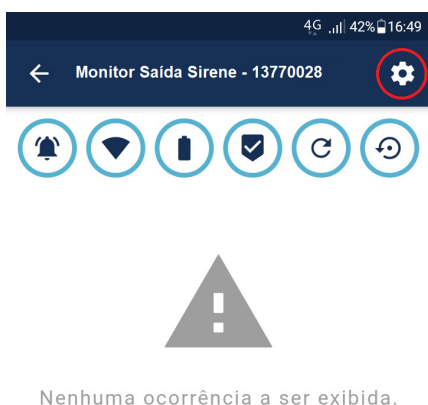 4G 42% 16:49
Monitor Saída Sirene - 13770028
Nenhuma ocorrência a ser exibida.